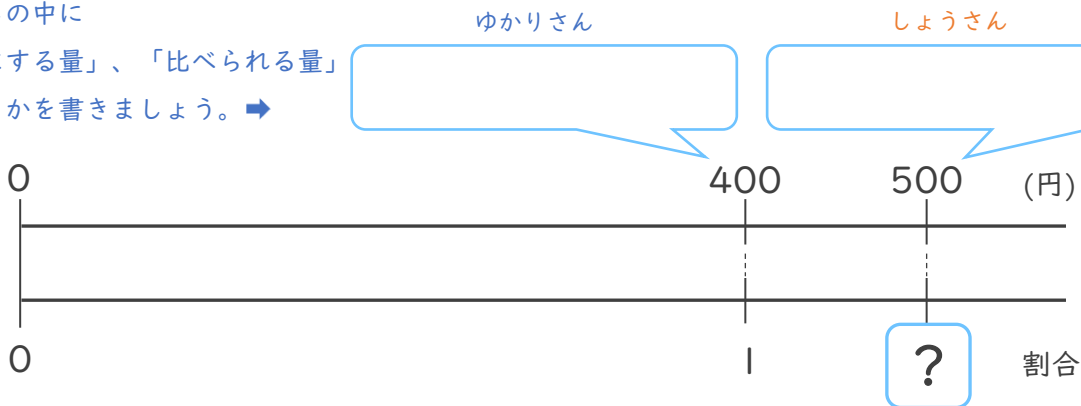 の中に
する量」、「比べられる量」
かを書きましょう。➡
ゆかりさん
しょうさん
0 400 500 (円)
0 1 ? 割合